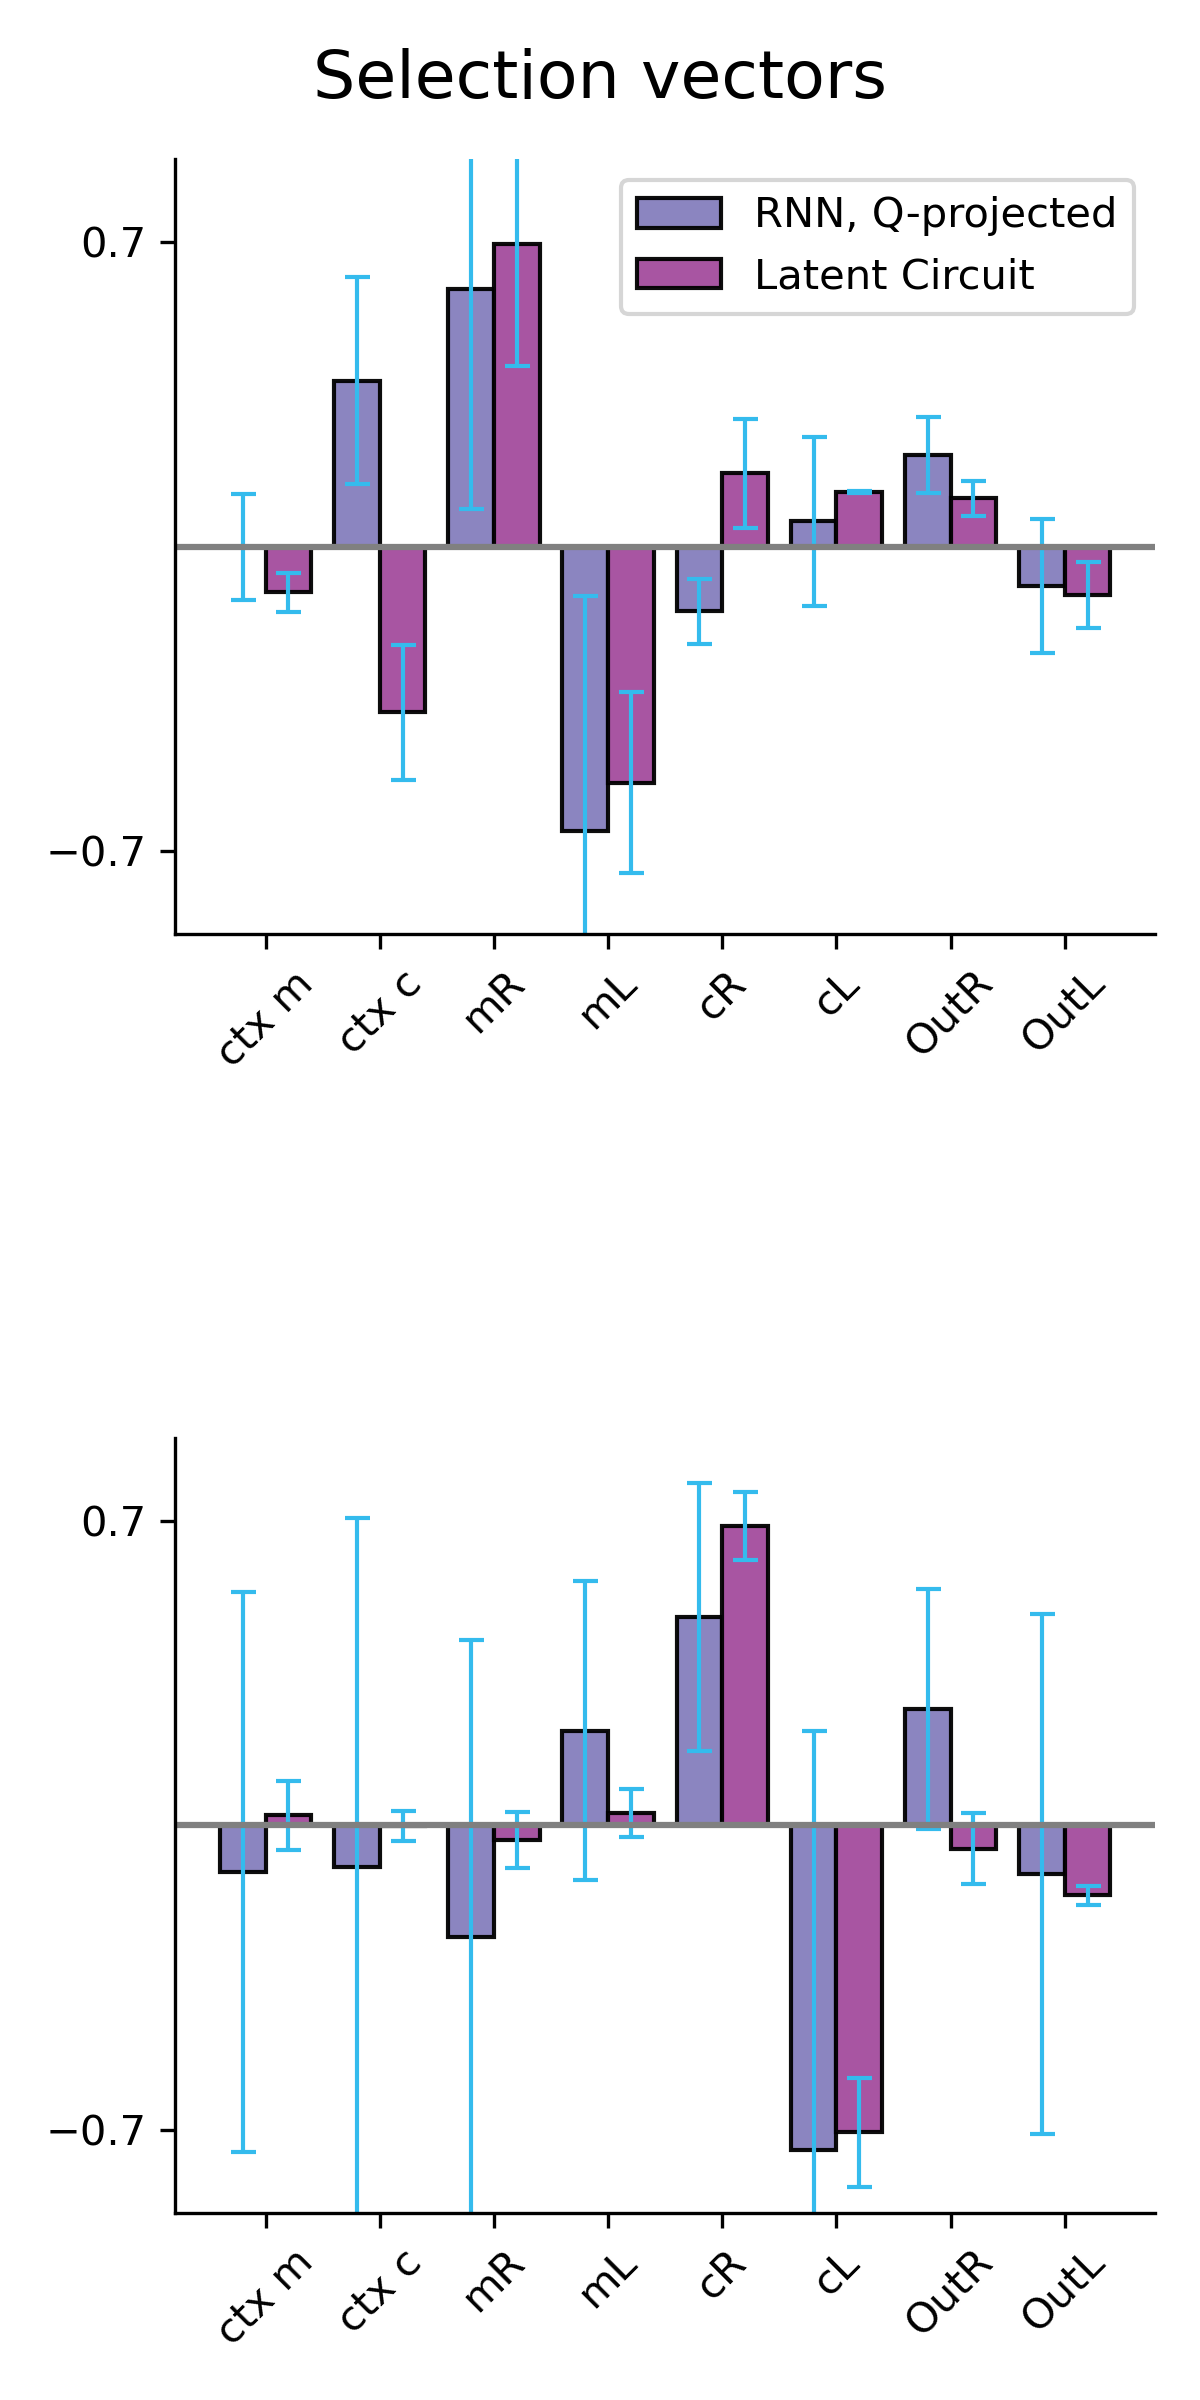 Selection vectors
0.7
−0.7
RNN, Q-projected
Latent Circuit
ctx m
ctx c
mR
mL
cR
cL
OutR
OutL
0.7
−0.7
ctx m
ctx c
mR
mL
cR
cL
OutR
OutL